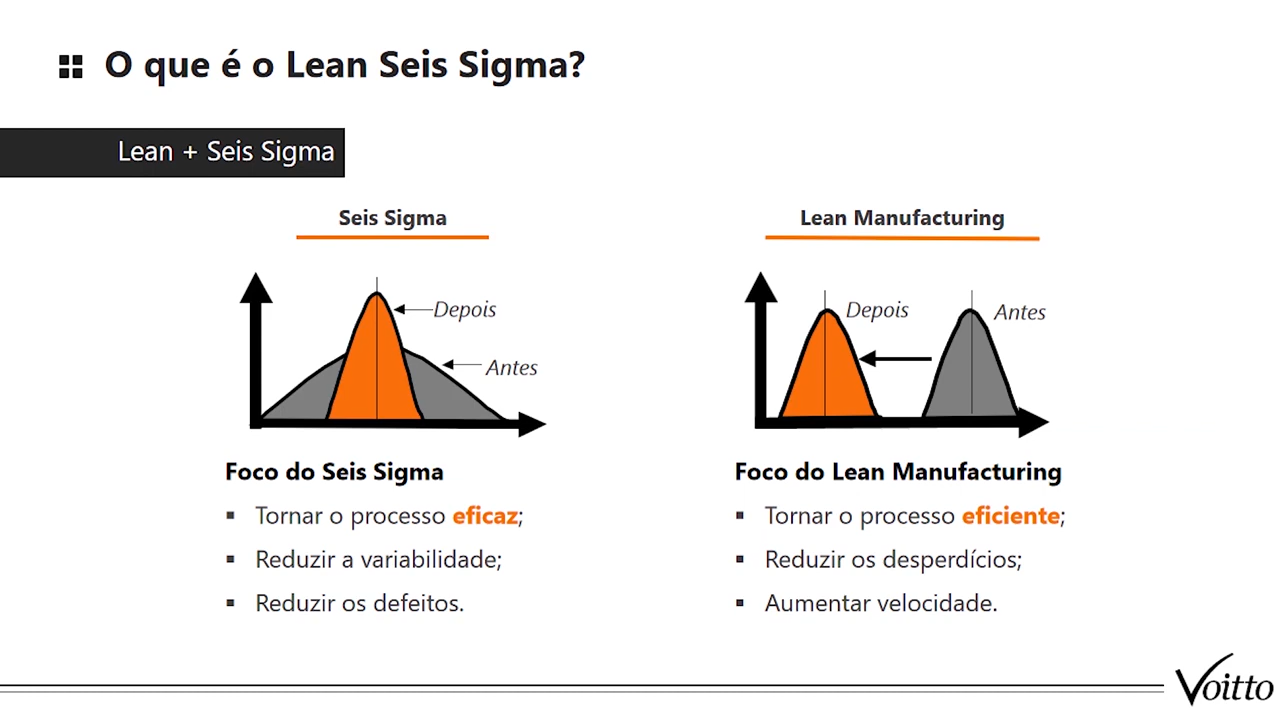 O que é o Lean Seis Sigma?
Lean + Seis Sigma
Seis Sigma
Depois
Antes
Foco do Seis Sigma
▪ Tornar o processo eficaz;
▪ Reduzir a variabilidade;
▪ Reduzir os defeitos.
Lean Manufacturing
Depois
Antes
Foco do Lean Manufacturing
▪ Tornar o processo eficiente;
▪ Reduzir os desperdícios;
▪ Aumentar velocidade.
Voitto